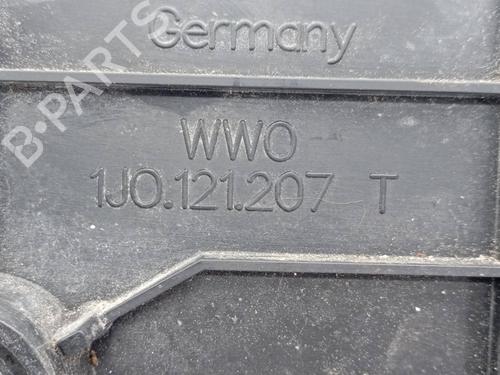 Germany
WWO
1J0.121.207 T
B-PARTS